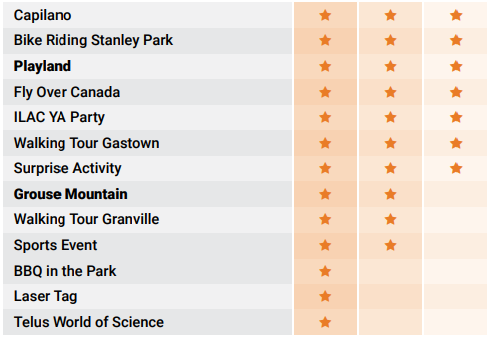 Capilano
Bike Riding Stanley Park
Playland
Fly Over Canada
ILAC YA Party
Walking Tour Gastown
Surprise Activity
Grouse Mountain
Walking Tour Granville
Sports Event
BBQ in the Park
Laser Tag
Telus World of Science